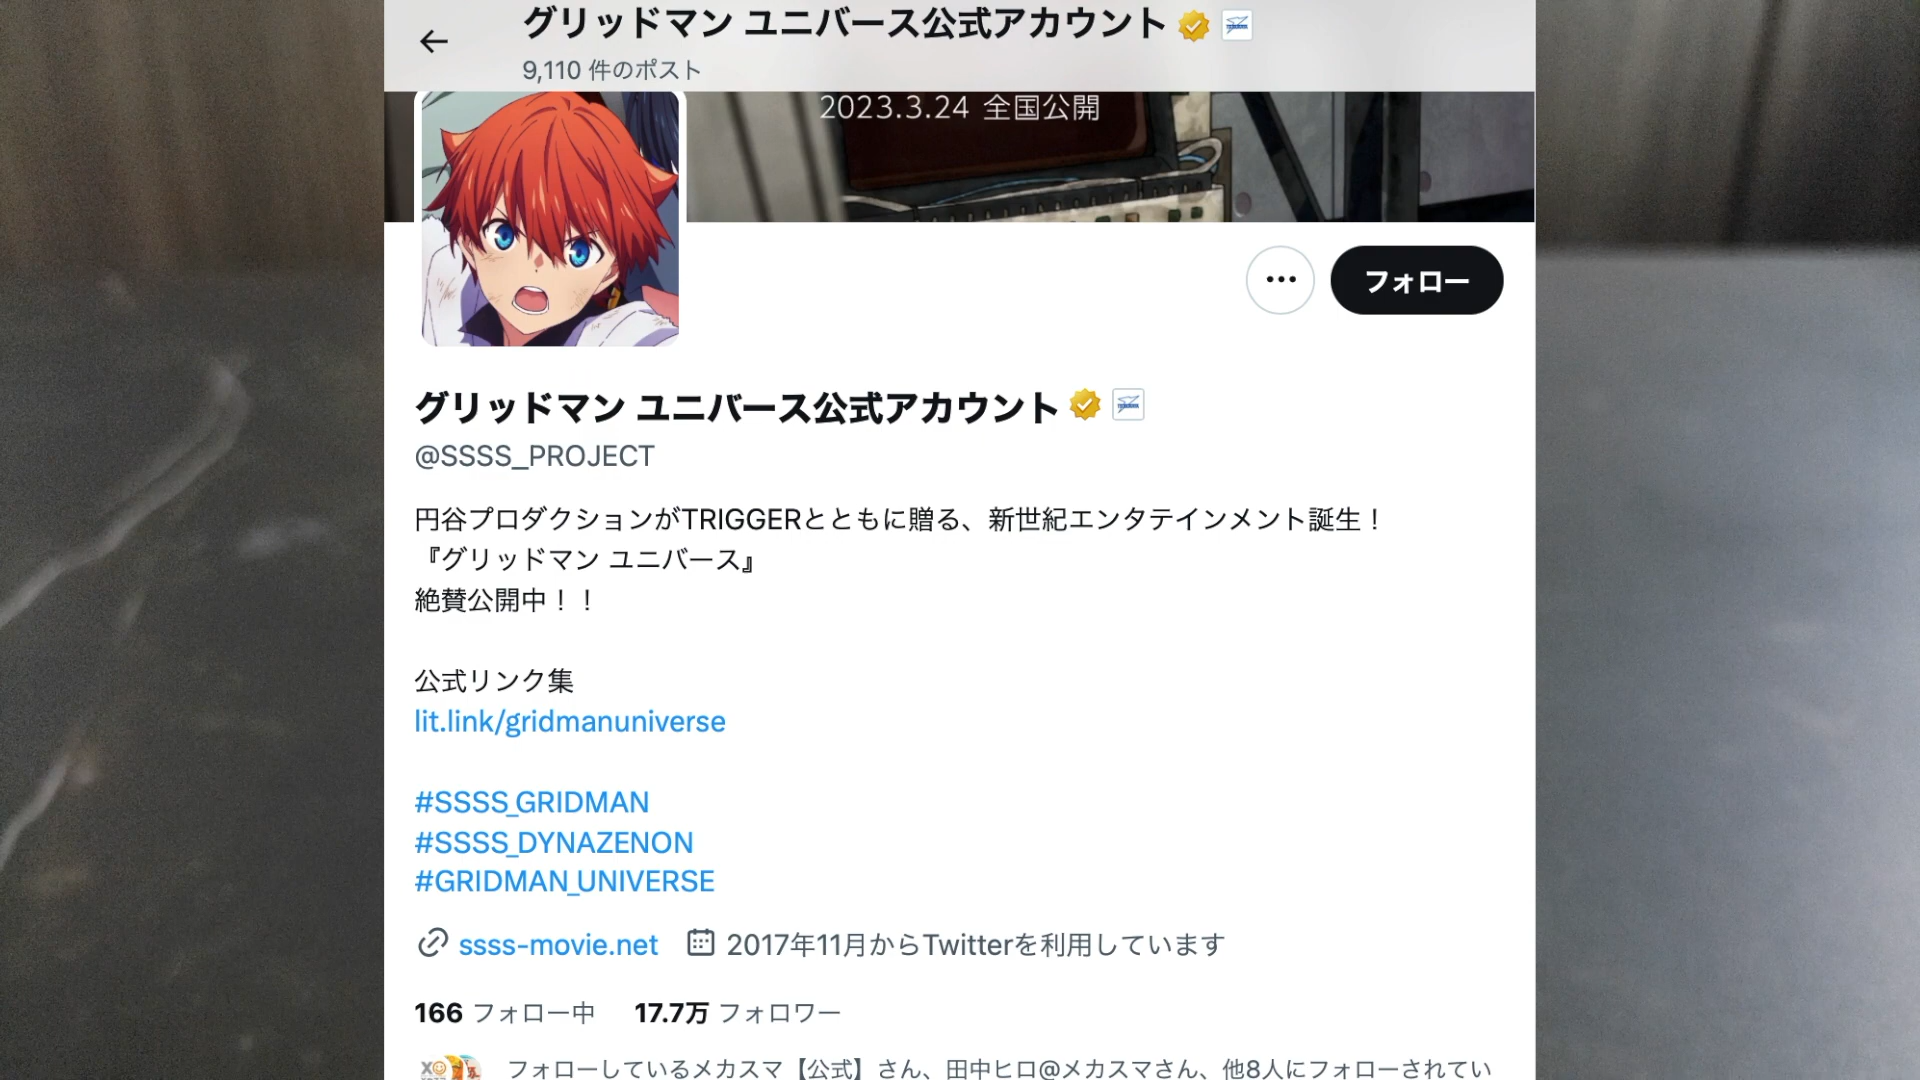 グリッドマン ユニバース公式アカウント
9,110 件のポスト
2023.3.24 全国公開
フォロー
グリッドマン ユニバース公式アカウント
@SSSS_PROJECT
円谷プロダクションがTRIGGERとともに贈る、新世紀エンタテインメント誕生！
『グリッドマン ユニバース』
絶賛公開中！！
公式リンク集
lit.link/gridmanuniverse
#SSSS_GRIDMAN
#SSSS_DYNAZENON
#GRIDMAN_UNIVERSE
ssss-movie.net 2017年11月からTwitterを利用しています
166 フォロー中 17.7万 フォロワー
フォローしているメカスマ【公式】さん、田中ヒロ@メカスマさん、他8人にフォローされてい